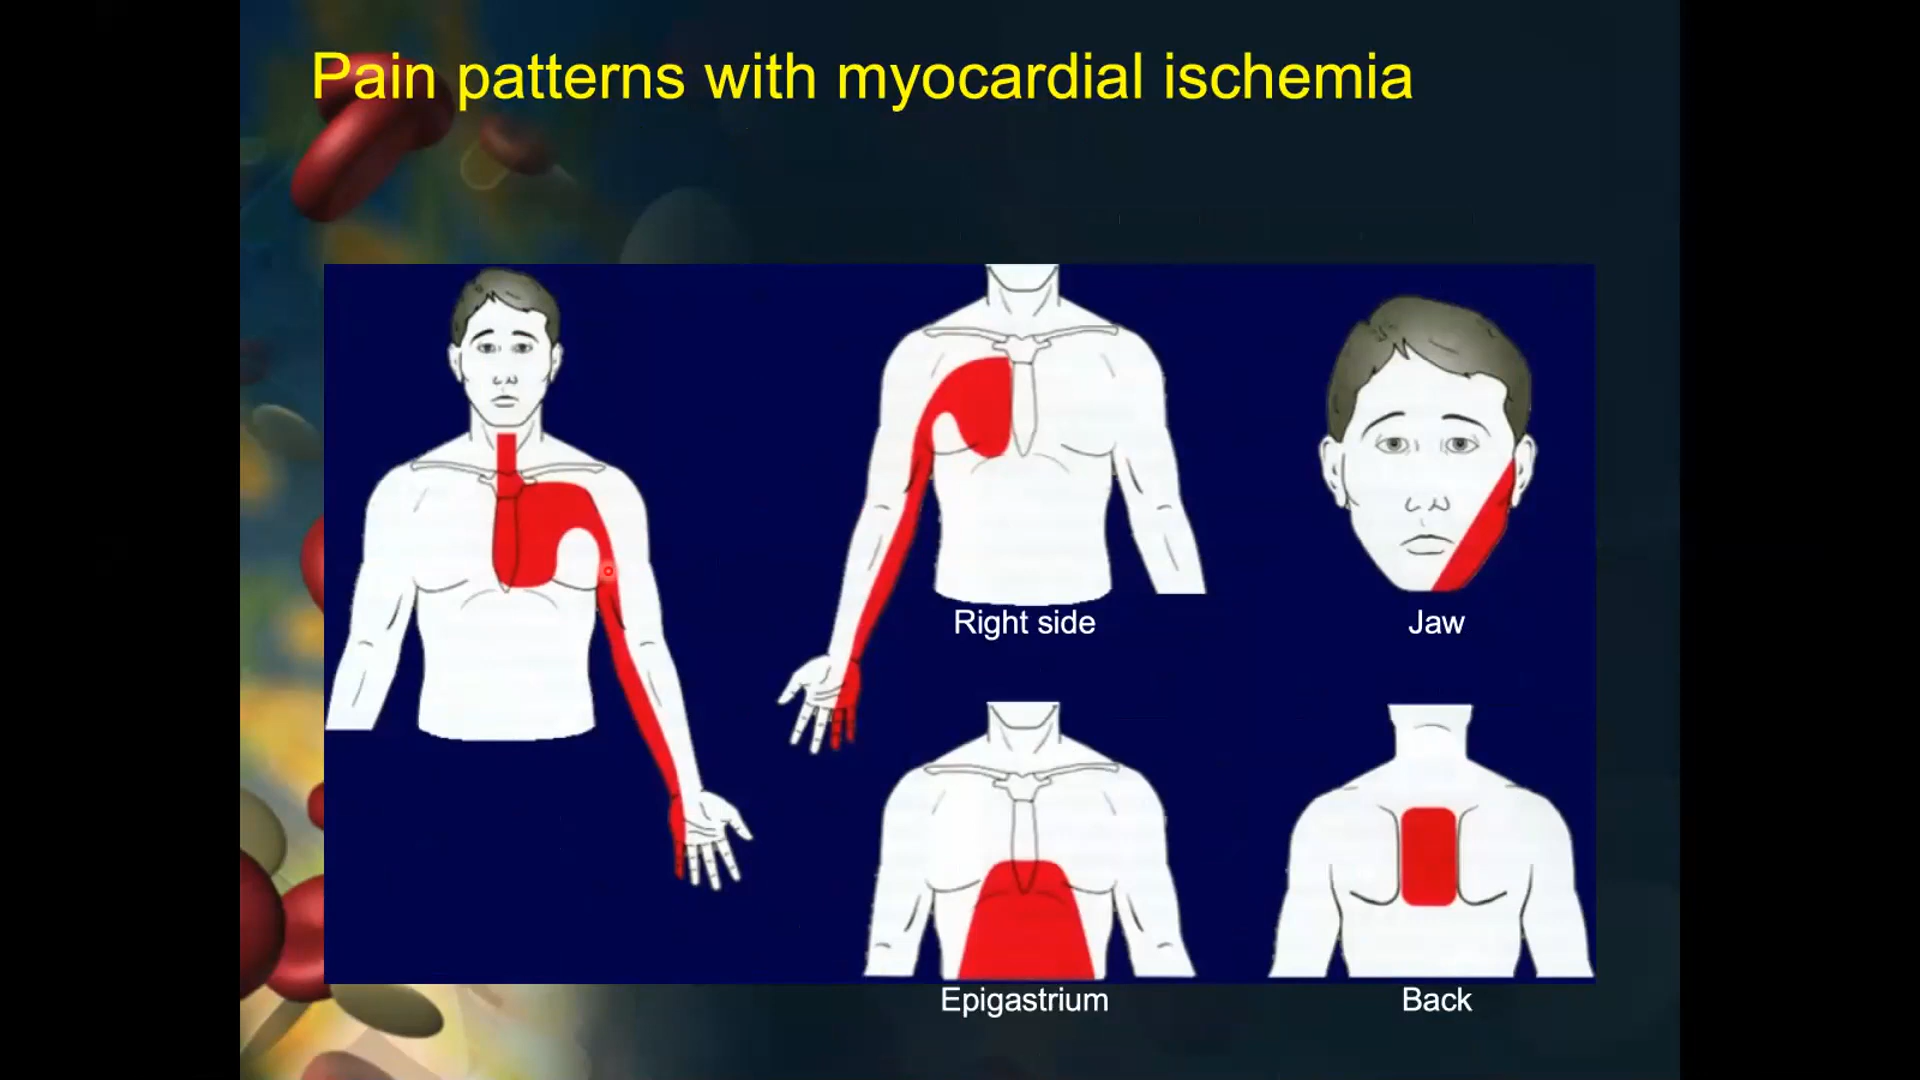 Pain patterns with myocardial ischemia
Right side
Jaw
Epigastrium
Back